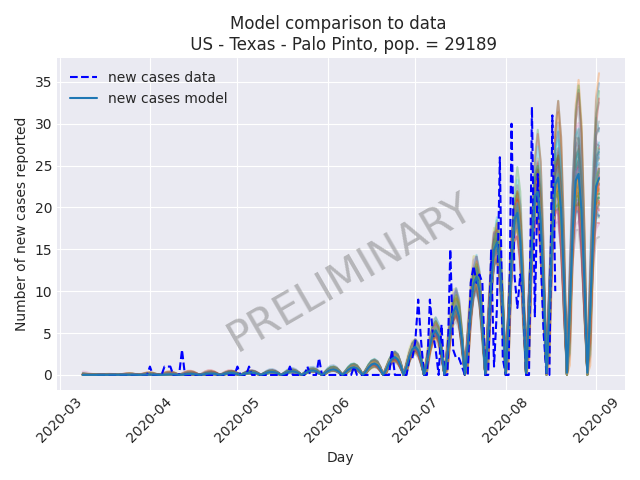 Model comparison to data
US - Texas - Palo Pinto, pop. = 29189
new cases data
new cases model
PRELIMINARY
Number of new cases reported
35
30
25
20
15
10
5
0
2020-03
2020-04
2020-05
2020-06
2020-07
2020-08
2020-09
Day